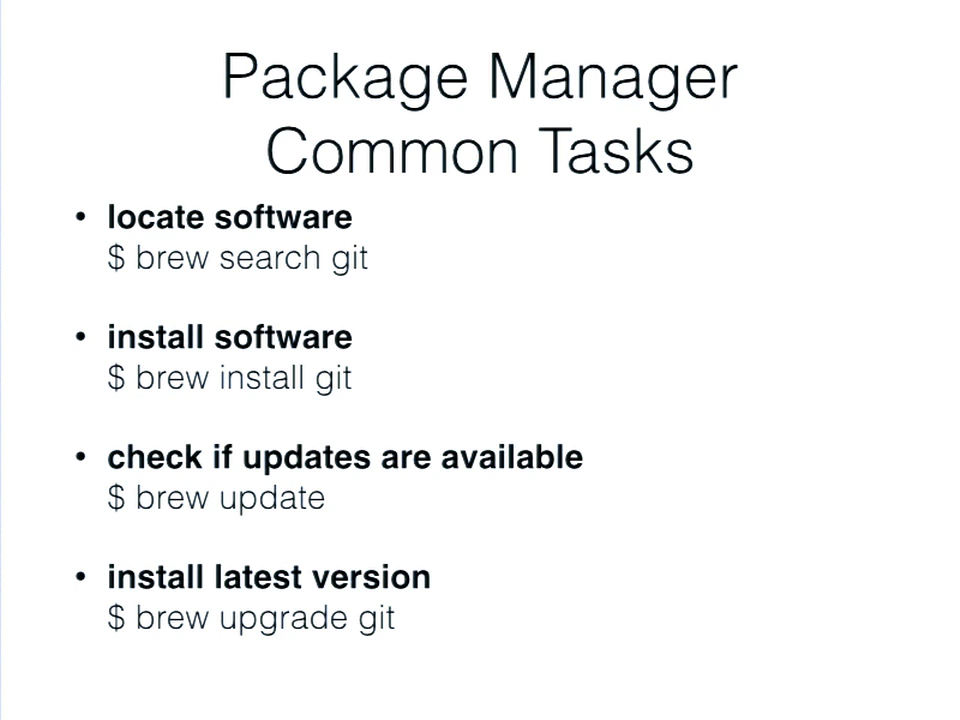 Package Manager
Common Tasks
• locate software
$ brew search git
• install software
$ brew install git
• check if updates are available
$ brew update
• install latest version
$ brew upgrade git